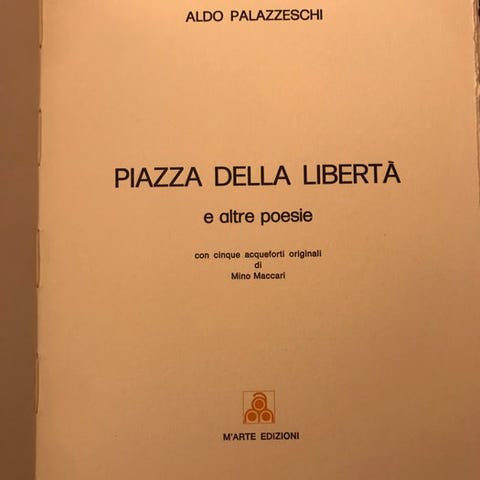 ALDO PALAZZESCHI
PIAZZA DELLA LIBERTÀ
e altre poesie
con cinque acqueforti originali
di
Mino Maccari
M'ARTE EDIZIONI